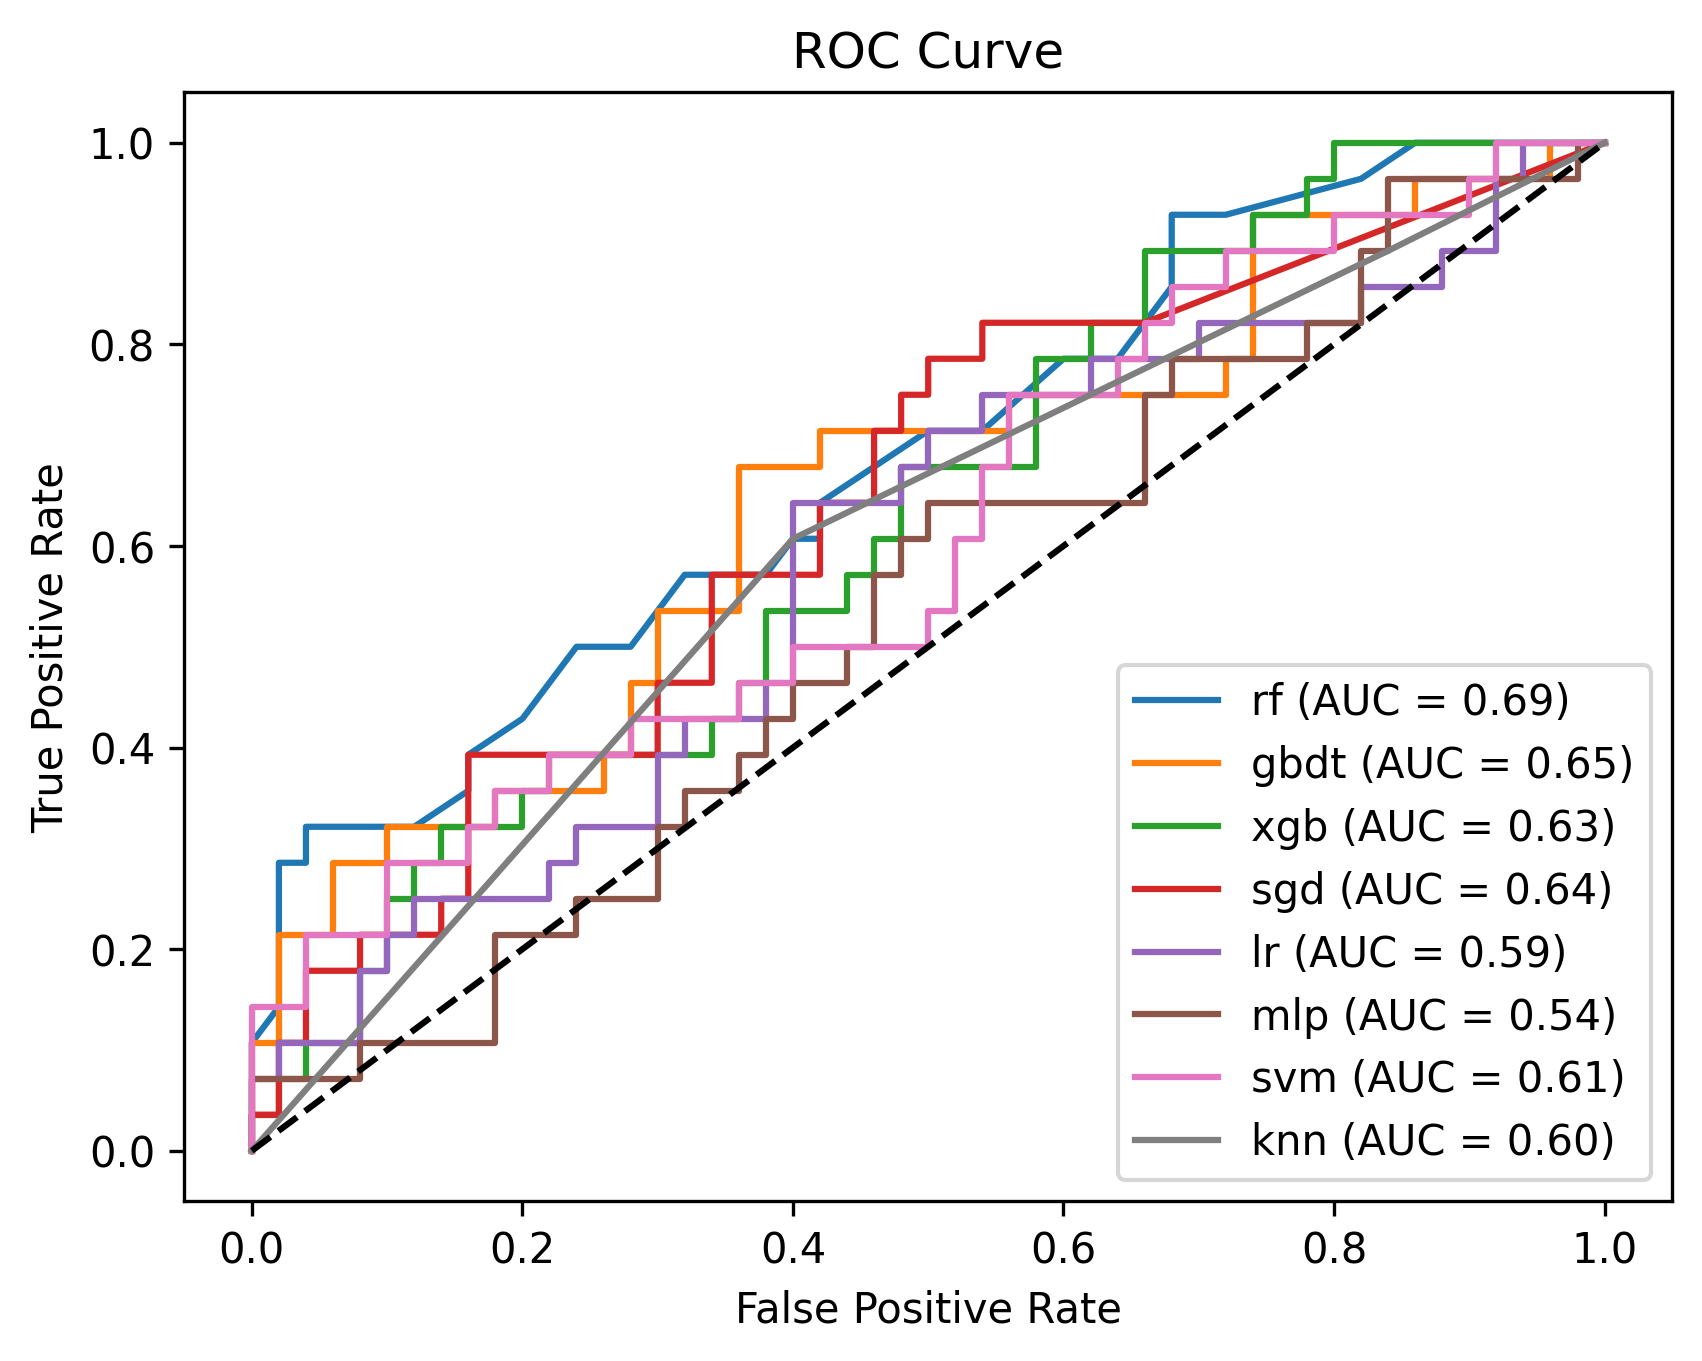 ROC Curve
True Positive Rate
1.0
0.8
0.6
0.4
0.2
0.0
rf (AUC = 0.69)
gbdt (AUC = 0.65)
xgb (AUC = 0.63)
sgd (AUC = 0.64)
lr (AUC = 0.59)
mlp (AUC = 0.54)
svm (AUC = 0.61)
knn (AUC = 0.60)
0.0 0.2 0.4 0.6 0.8 1.0
False Positive Rate